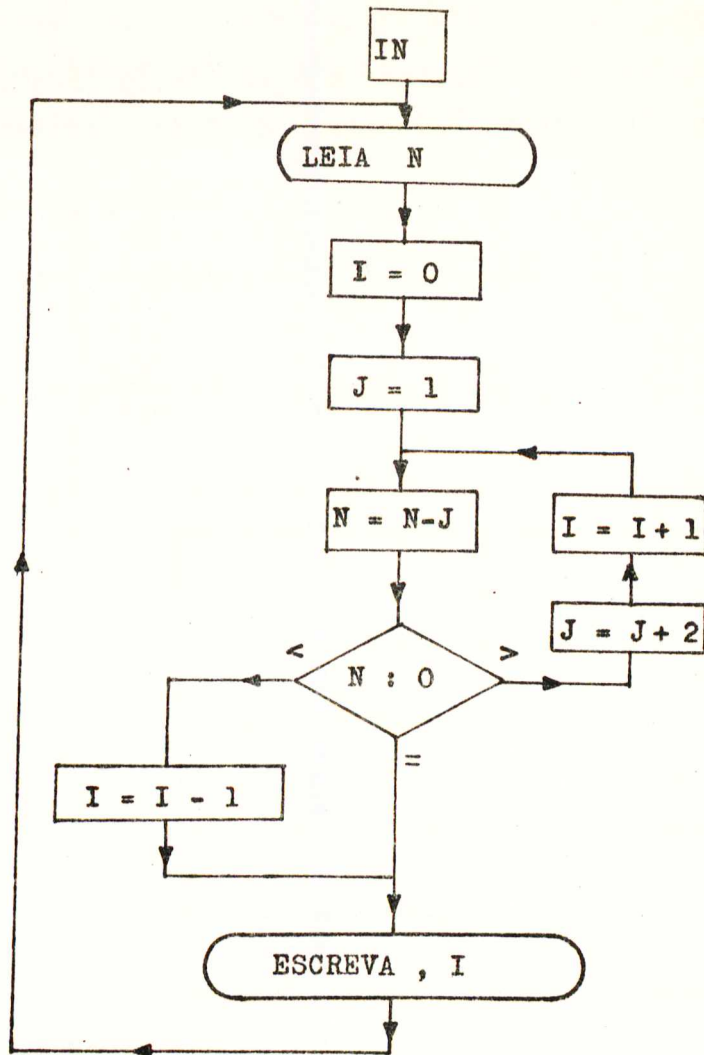 IN
LEIA N
I = 0
J = 1
N = N-J
I = I+ 1
J = J+ 2
<
N : 0
>
=
I = I - 1
ESCREVA , I